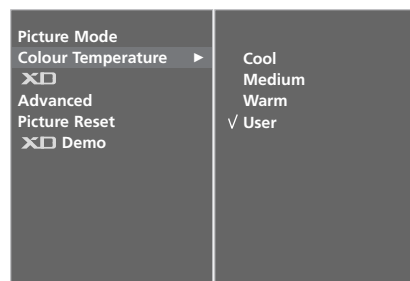 Picture Mode
Colour Temperature ►
XD
Advanced
Picture Reset
XD Demo
Cool
Medium
Warm
√ User